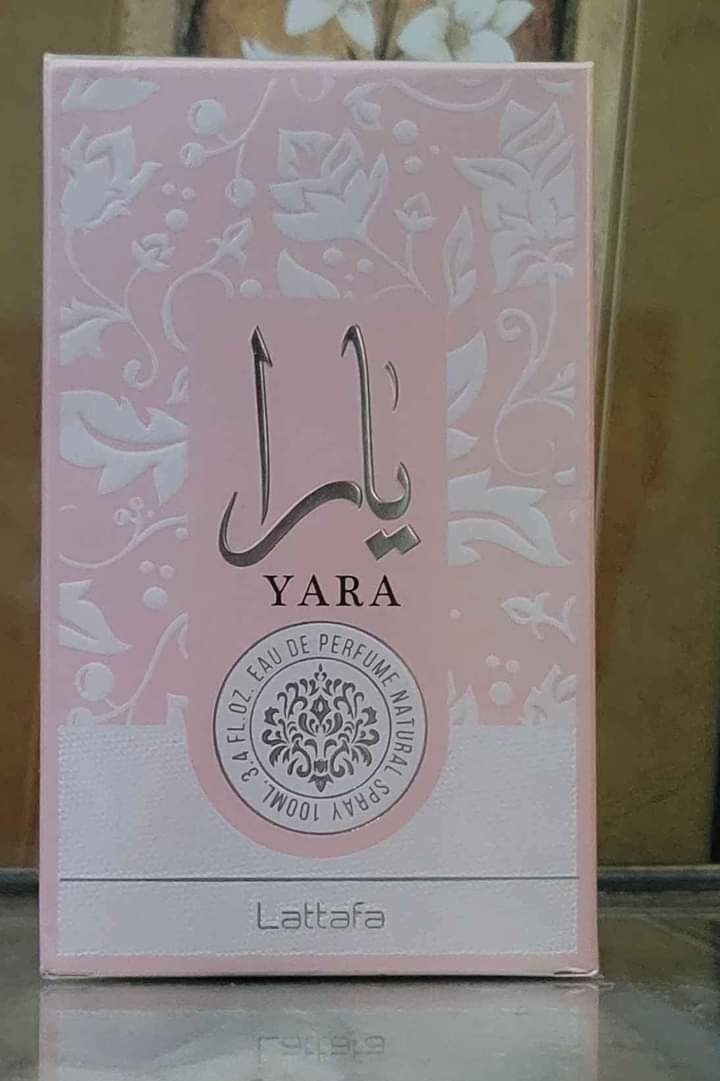 يارا
YARA
EAU DE PERFUME NATURAL SPRAY 100ML 3.4 FL.OZ.
Lattafa